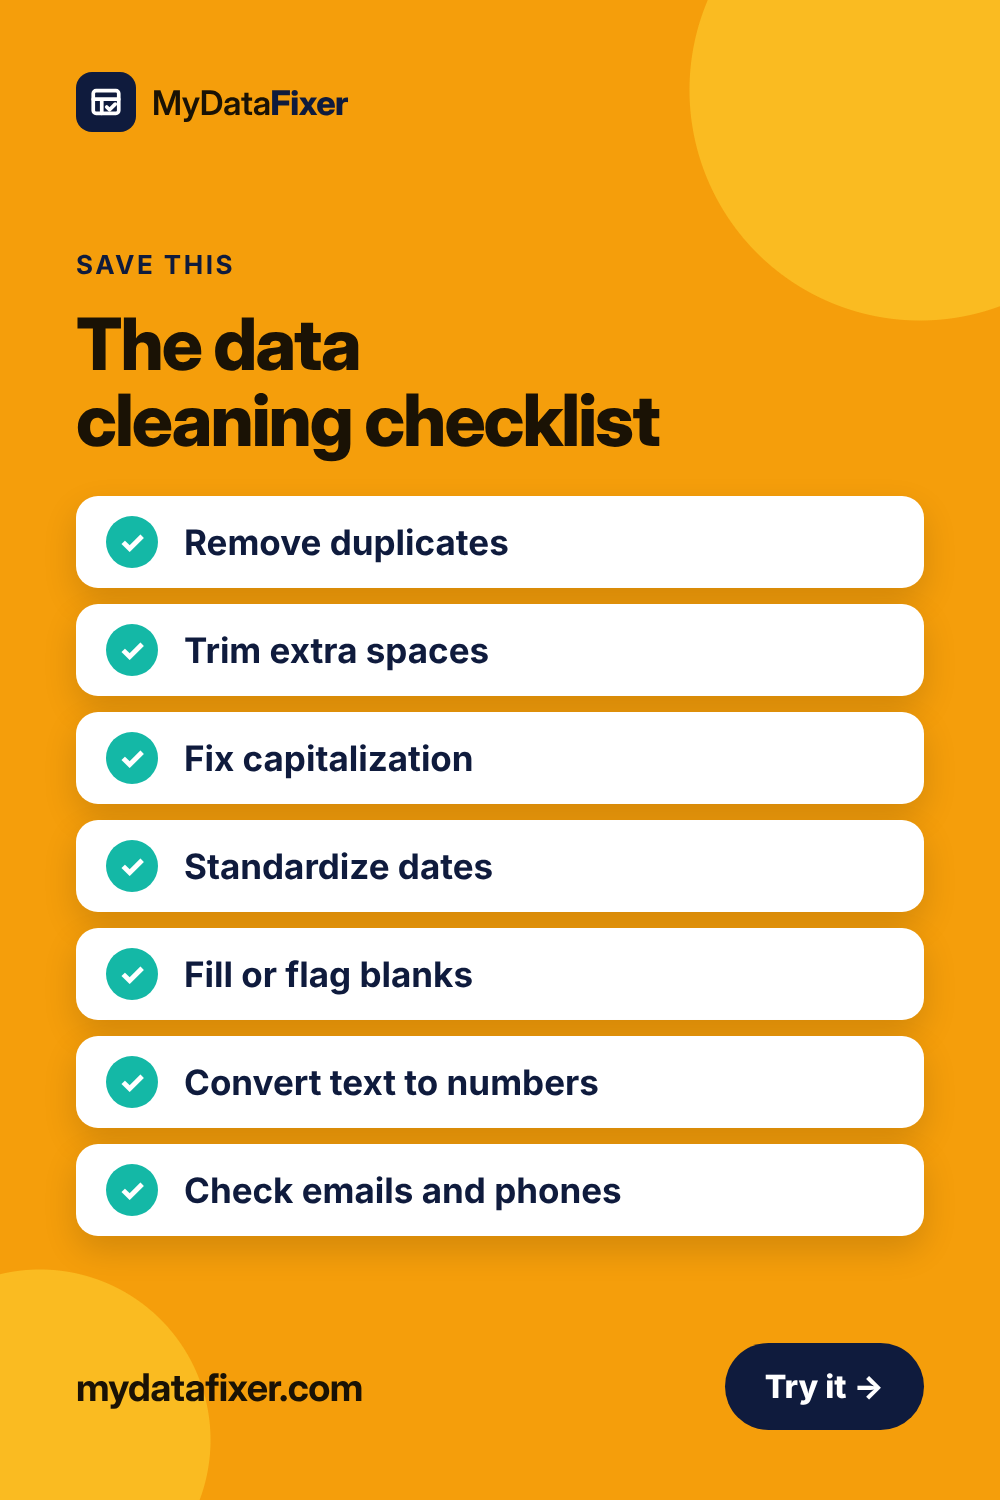 MyDataFixer
SAVE THIS
The data
cleaning checklist
Remove duplicates
Trim extra spaces
Fix capitalization
Standardize dates
Fill or flag blanks
Convert text to numbers
Check emails and phones
mydatafixer.com
Try it →